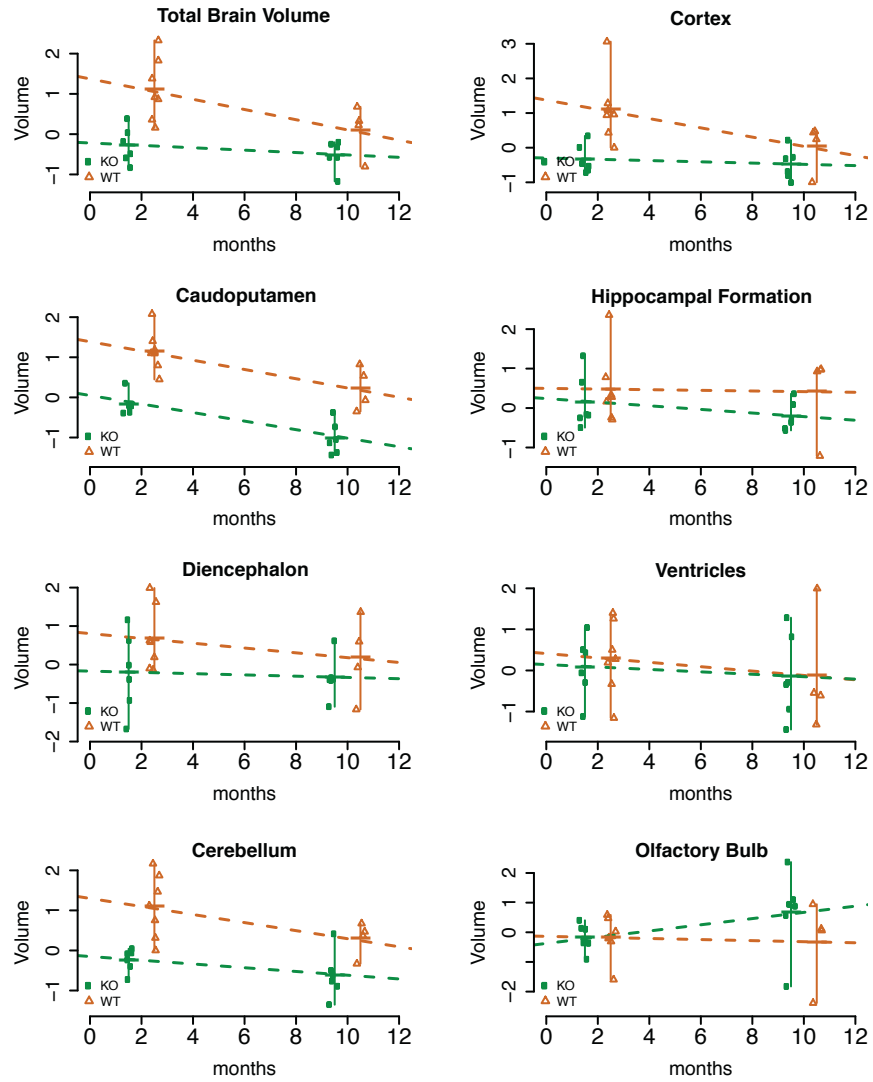 Total Brain Volume
Volume
2
1
0
−1
KO
WT
0 2 4 6 8 10 12
months
Cortex
Volume
3
2
1
0
−1
KO
WT
0 2 4 6 8 10 12
months
Caudoputamen
Volume
2
1
0
−1
KO
WT
0 2 4 6 8 10 12
months
Hippocampal Formation
Volume
2
1
0
−1
KO
WT
0 2 4 6 8 10 12
months
Diencephalon
Volume
2
1
0
−1
−2
KO
WT
0 2 4 6 8 10 12
months
Ventricles
Volume
2
1
0
−1
KO
WT
0 2 4 6 8 10 12
months
Cerebellum
Volume
2
1
0
−1
KO
WT
0 2 4 6 8 10 12
months
Olfactory Bulb
Volume
2
1
0
−2
KO
WT
0 2 4 6 8 10 12
months